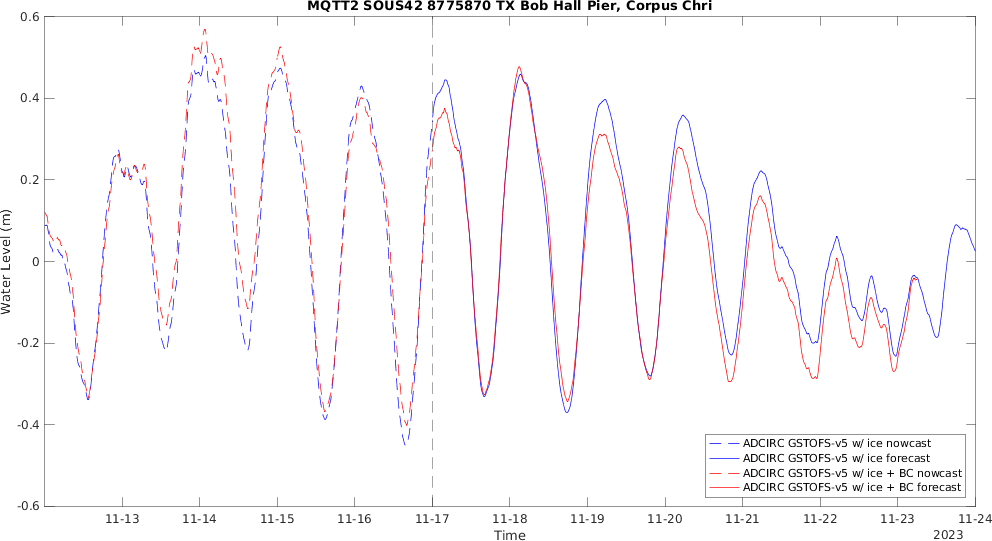 MQTT2 SOUS42 8775870 TX Bob Hall Pier, Corpus Chri
0.6
0.4
0.2
0
-0.2
-0.4
-0.6
Water Level (m)
11-13 11-14 11-15 11-16 11-17 11-18 11-19 11-20 11-21 11-22 11-23 11-24
Time
2023
ADCIRC GSTOFS-v5 w/ ice nowcast
ADCIRC GSTOFS-v5 w/ ice forecast
ADCIRC GSTOFS-v5 w/ ice + BC nowcast
ADCIRC GSTOFS-v5 w/ ice + BC forecast